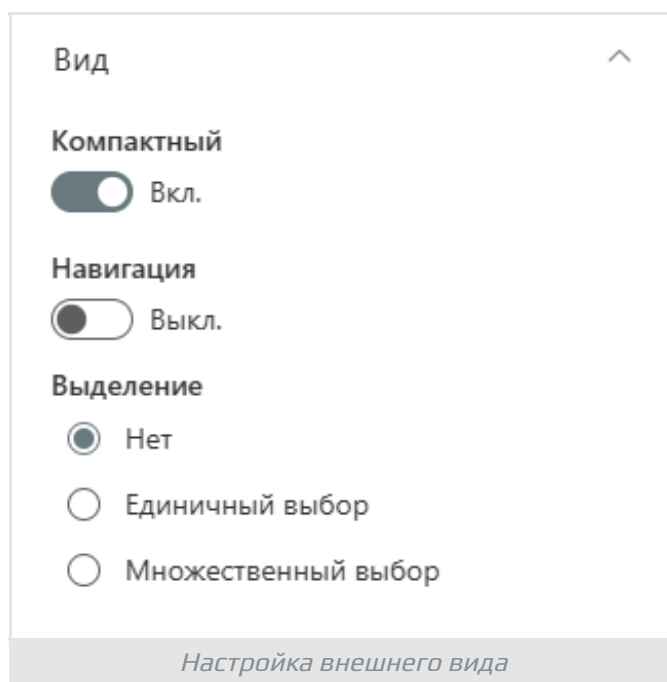 Вид
Компактный
Вкл.
Навигация
Выкл.
Выделение
Нет
Единичный выбор
Множественный выбор
Настройка внешнего вида